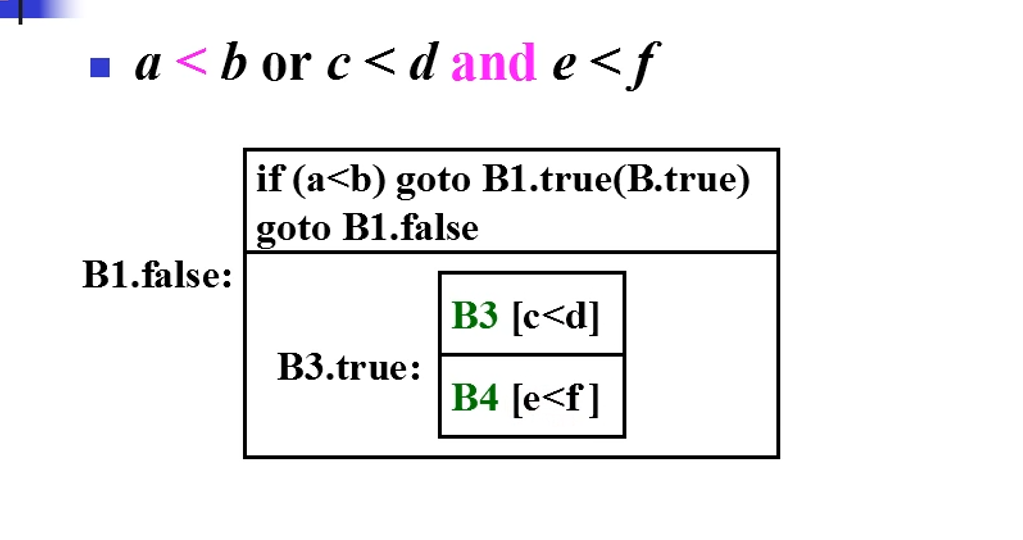 a < b or c < d and e < f
if (a<b) goto B1.true(B.true)
goto B1.false
B1.false:
B3 [c<d]
B3.true:
B4 [e<f]